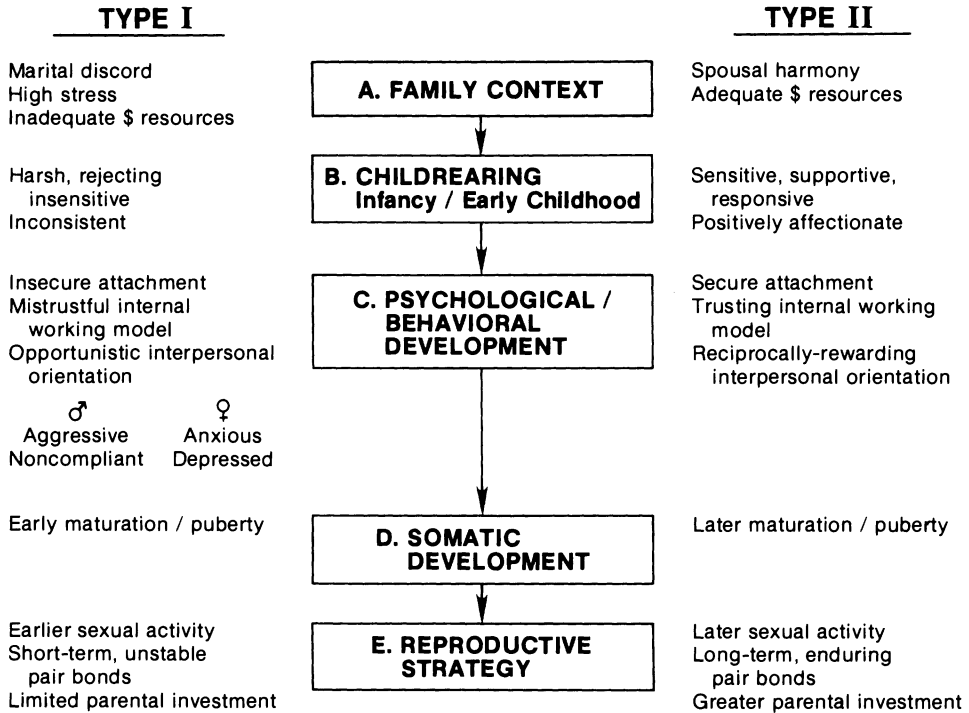 TYPE I
TYPE II
Marital discord
High stress
Inadequate $ resources
A. FAMILY CONTEXT
Spousal harmony
Adequate $ resources
Harsh, rejecting
insensitive
Inconsistent
B. CHILDREARING
Infancy / Early Childhood
Sensitive, supportive,
responsive
Positively affectionate
Insecure attachment
Mistrustful internal
working model
Opportunistic interpersonal
orientation
♂ ♀
Aggressive Anxious
Noncompliant Depressed
C. PSYCHOLOGICAL /
BEHAVIORAL
DEVELOPMENT
Secure attachment
Trusting internal working
model
Reciprocally-rewarding
interpersonal orientation
Early maturation / puberty
D. SOMATIC
DEVELOPMENT
Later maturation / puberty
Earlier sexual activity
Short-term, unstable
pair bonds
Limited parental investment
E. REPRODUCTIVE
STRATEGY
Later sexual activity
Long-term, enduring
pair bonds
Greater parental investment